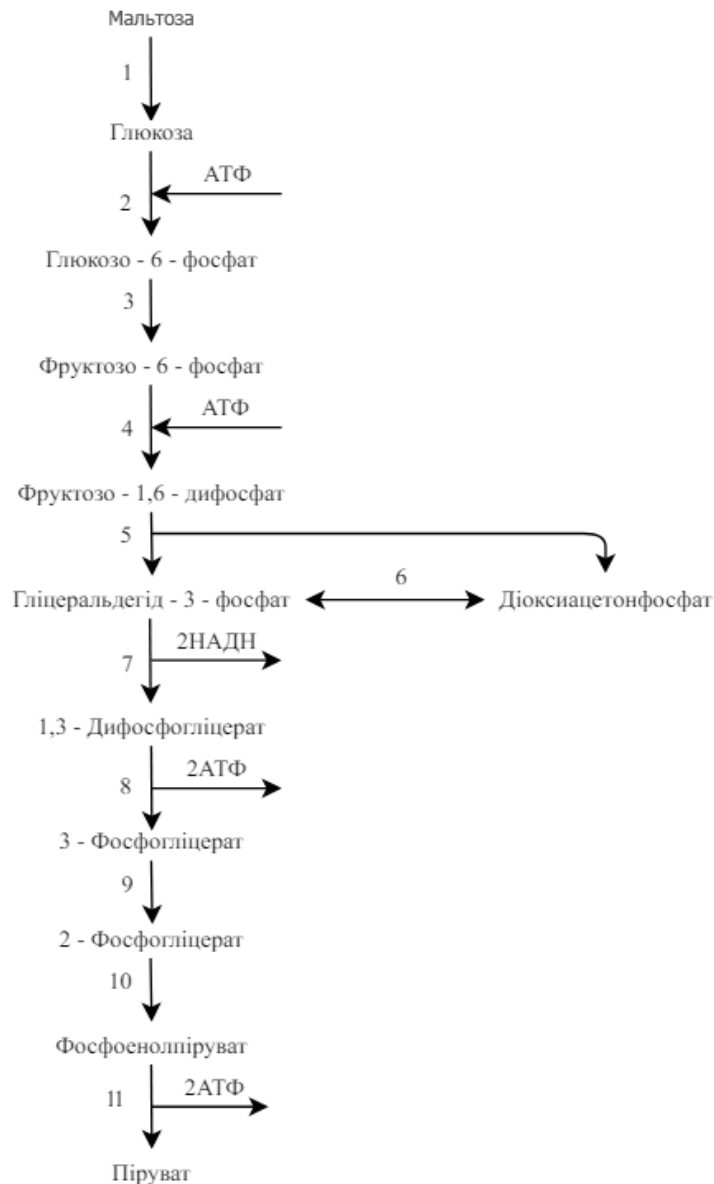 Мальтоза
1
Глюкоза
АТФ
2
Глюкозо - 6 - фосфат
3
Фруктозо - 6 - фосфат
АТФ
4
Фруктозо - 1,6 - дифосфат
5
6
Гліцеральдегід - 3 - фосфат
Діоксиацетонфосфат
2НАДН
7
1,3 - Дифосфогліцерат
2АТФ
8
3 - Фосфогліцерат
9
2 - Фосфогліцерат
10
Фосфоенолпіруват
2АТФ
11
Піруват